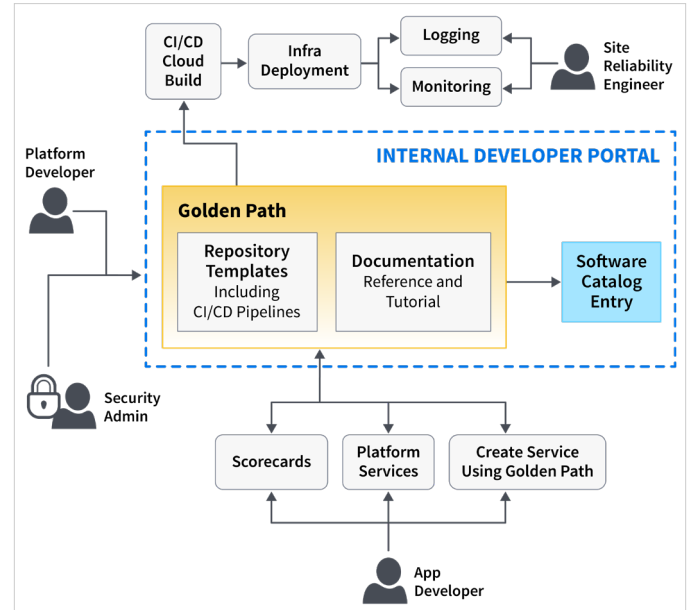 CI/CD
Cloud
Build
Infra
Deployment
Logging
Monitoring
Site
Reliability
Engineer
Platform
Developer
INTERNAL DEVELOPER PORTAL
Golden Path
Repository
Templates
Including
CI/CD Pipelines
Documentation
Reference and
Tutorial
Software
Catalog
Entry
Security
Admin
Scorecards
Platform
Services
Create Service
Using Golden Path
App
Developer